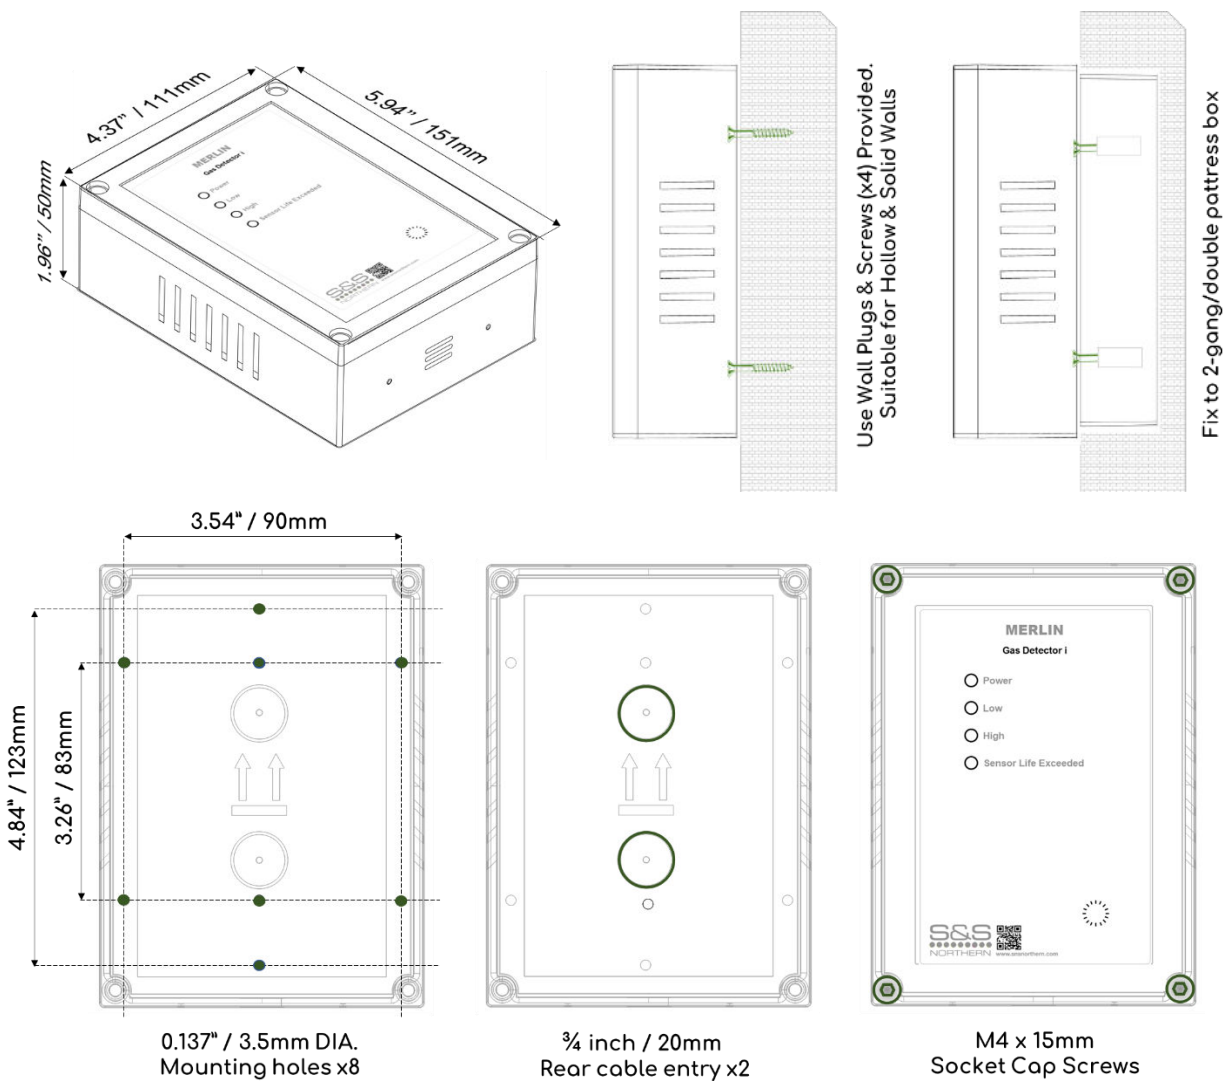 4.37" / 111mm
5.94" / 151mm
1.96" / 50mm
MERLIN
Gas Detector i
Power
Low
High
Sensor Life Exceeded
S&S
Use Wall Plugs & Screws (x4) Provided.
Suitable for Hollow & Solid Walls
Fix to 2-gang/double pattress box
3.54" / 90mm
4.84" / 123mm
3.26" / 83mm
0.137" / 3.5mm DIA.
Mounting holes x8
¾ inch / 20mm
Rear cable entry x2
MERLIN
Gas Detector i
Power
Low
High
Sensor Life Exceeded
S&S
NORTHERN
www.snsnorthern.com
M4 x 15mm
Socket Cap Screws